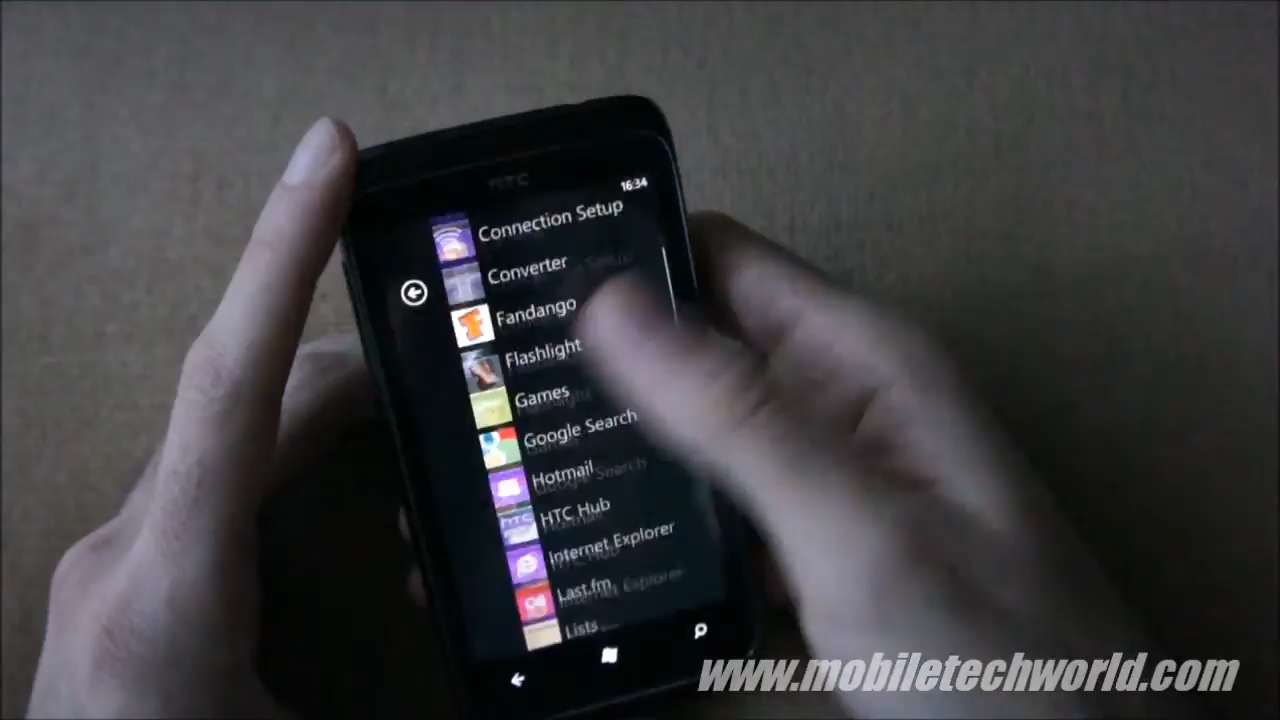 hTC
16:34
Connection Setup
Converter
Fandango
Flashlight
Games
Google Search
Hotmail
HTC Hub
Internet Explorer
Last.fm
Lists
www.mobiletechworld.com